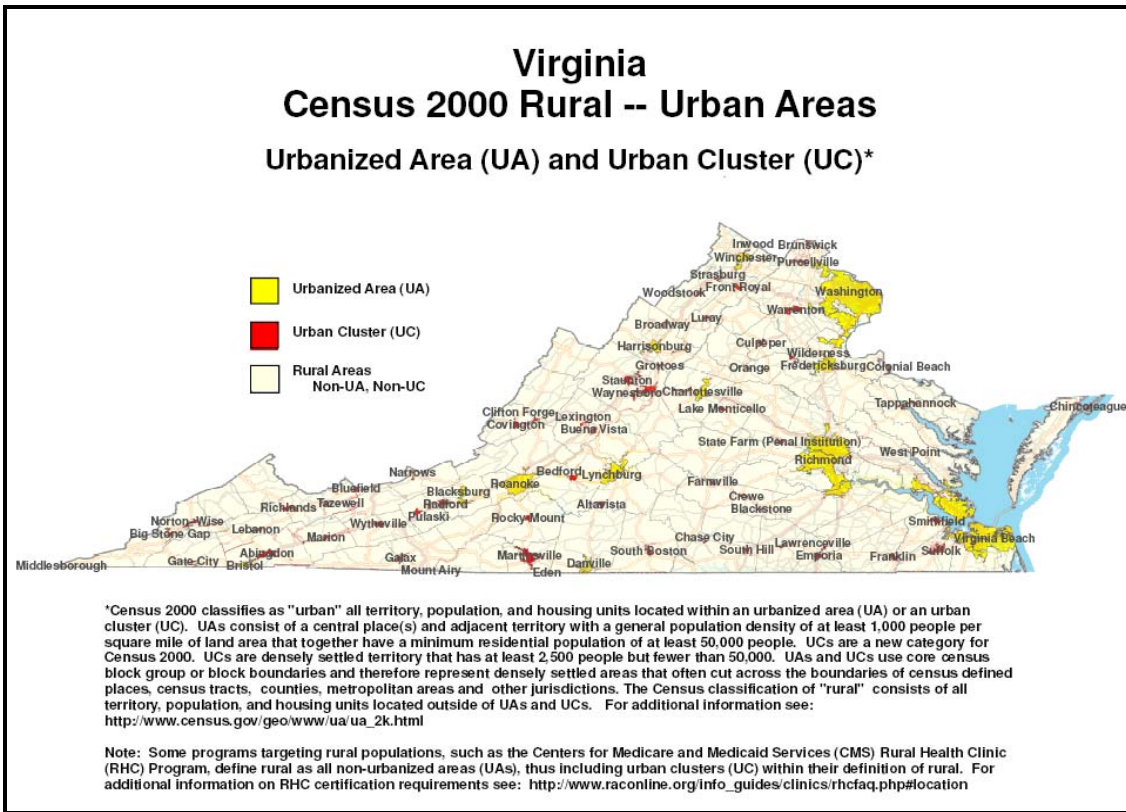 Virginia
Census 2000 Rural -- Urban Areas
Urbanized Area (UA) and Urban Cluster (UC)*
Urbanized Area (UA)
Urban Cluster (UC)
Rural Areas
Non-UA, Non-UC
Inwood
Brunswick
Winchester
Purcellville
Strasburg
Front Royal
Washington
Woodstock
Luray
Warrenton
Broadway
Harrisonburg
Culpeper
Wilderness
Grottoes
Orange
Fredericksburg
Colonial Beach
Staunton
Waynesboro
Charlottesville
Lake Monticello
Tappahannock
Chincoteague
Clifton Forge
Lexington
Covington
Buena Vista
State Farm (Penal Institution)
Richmond
West Point
Narrows
Bedford
Lynchburg
Roanoke
Farmville
Bluefield
Blacksburg
Radford
Altavista
Crewe
Blackstone
Tazewell
Richlands
Pulaski
Rocky Mount
Norton-Wise
Wytheville
Smithfield
Big Stone Gap
Lebanon
Marion
Chase City
Lawrenceville
Virginia Beach
Abingdon
Martinsville
South Boston
South Hill
Emporia
Franklin
Suffolk
Middlesborough
Gate City
Bristol
Galax
Mount Airy
Eden
Danville
*Census 2000 classifies as "urban" all territory, population, and housing units located within an urbanized area (UA) or an urban
cluster (UC). UAs consist of a central place(s) and adjacent territory with a general population density of at least 1,000 people per
square mile of land area that together have a minimum residential population of at least 50,000 people. UCs are a new category for
Census 2000. UCs are densely settled territory that has at least 2,500 people but fewer than 50,000. UAs and UCs use core census
block group or block boundaries and therefore represent densely settled areas that often cut across the boundaries of census defined
places, census tracts, counties, metropolitan areas and other jurisdictions. The Census classification of "rural" consists of all
territory, population, and housing units located outside of UAs and UCs. For additional information see:
http://www.census.gov/geo/www/ua/ua_2k.html
Note: Some programs targeting rural populations, such as the Centers for Medicare and Medicaid Services (CMS) Rural Health Clinic
(RHC) Program, define rural as all non-urbanized areas (UAs), thus including urban clusters (UC) within their definition of rural. For
additional information on RHC certification requirements see: http://www.raconline.org/info_guides/clinics/rhcfaq.php#location